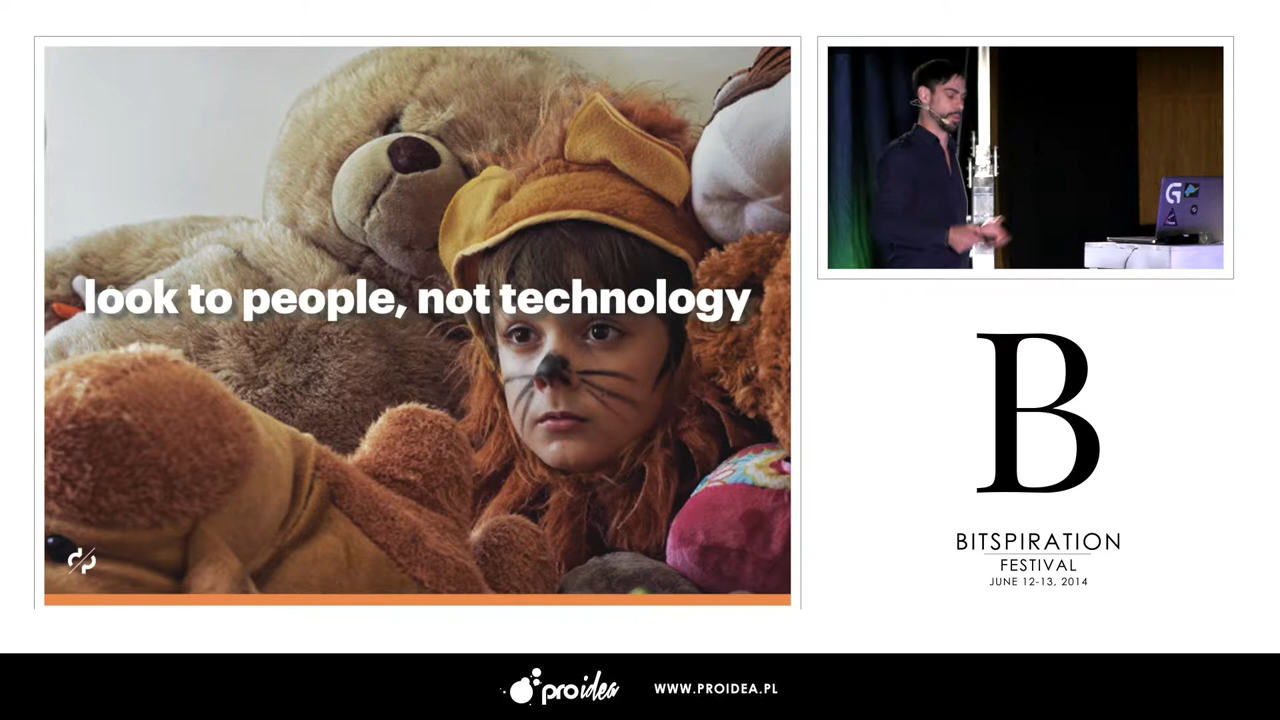 look to people, not technology
d/p
G
B
BITSPIRATION
FESTIVAL
JUNE 12-13, 2014
proidea
WWW.PROIDEA.PL